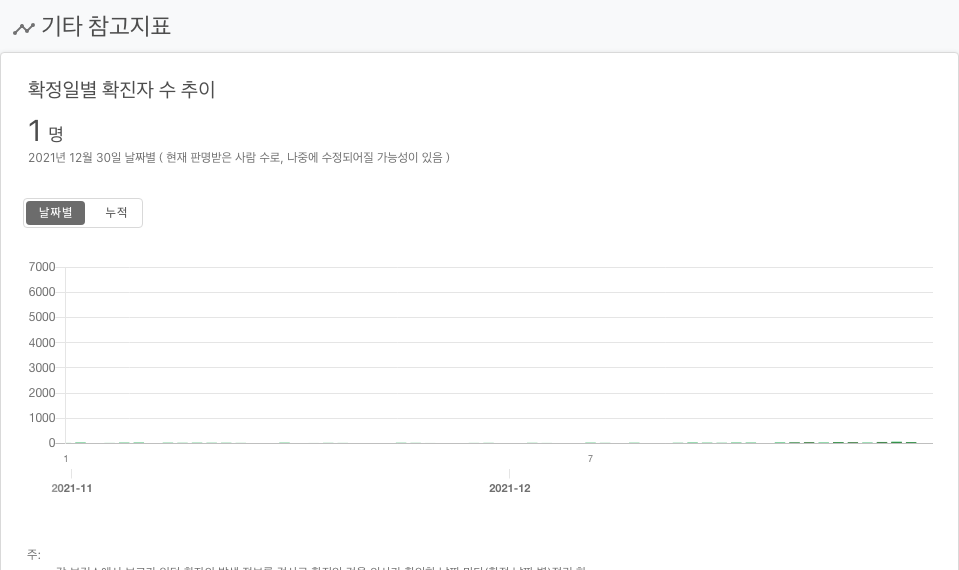 기타 참고지표
확정일별 확진자 수 추이
1 명
2021년 12월 30일 날짜별 ( 현재 판명받은 사람 수로, 나중에 수정되어질 가능성이 있음 )
날짜별 누적
7000
6000
5000
4000
3000
2000
1000
0
1 7
2021-11 2021-12
주: